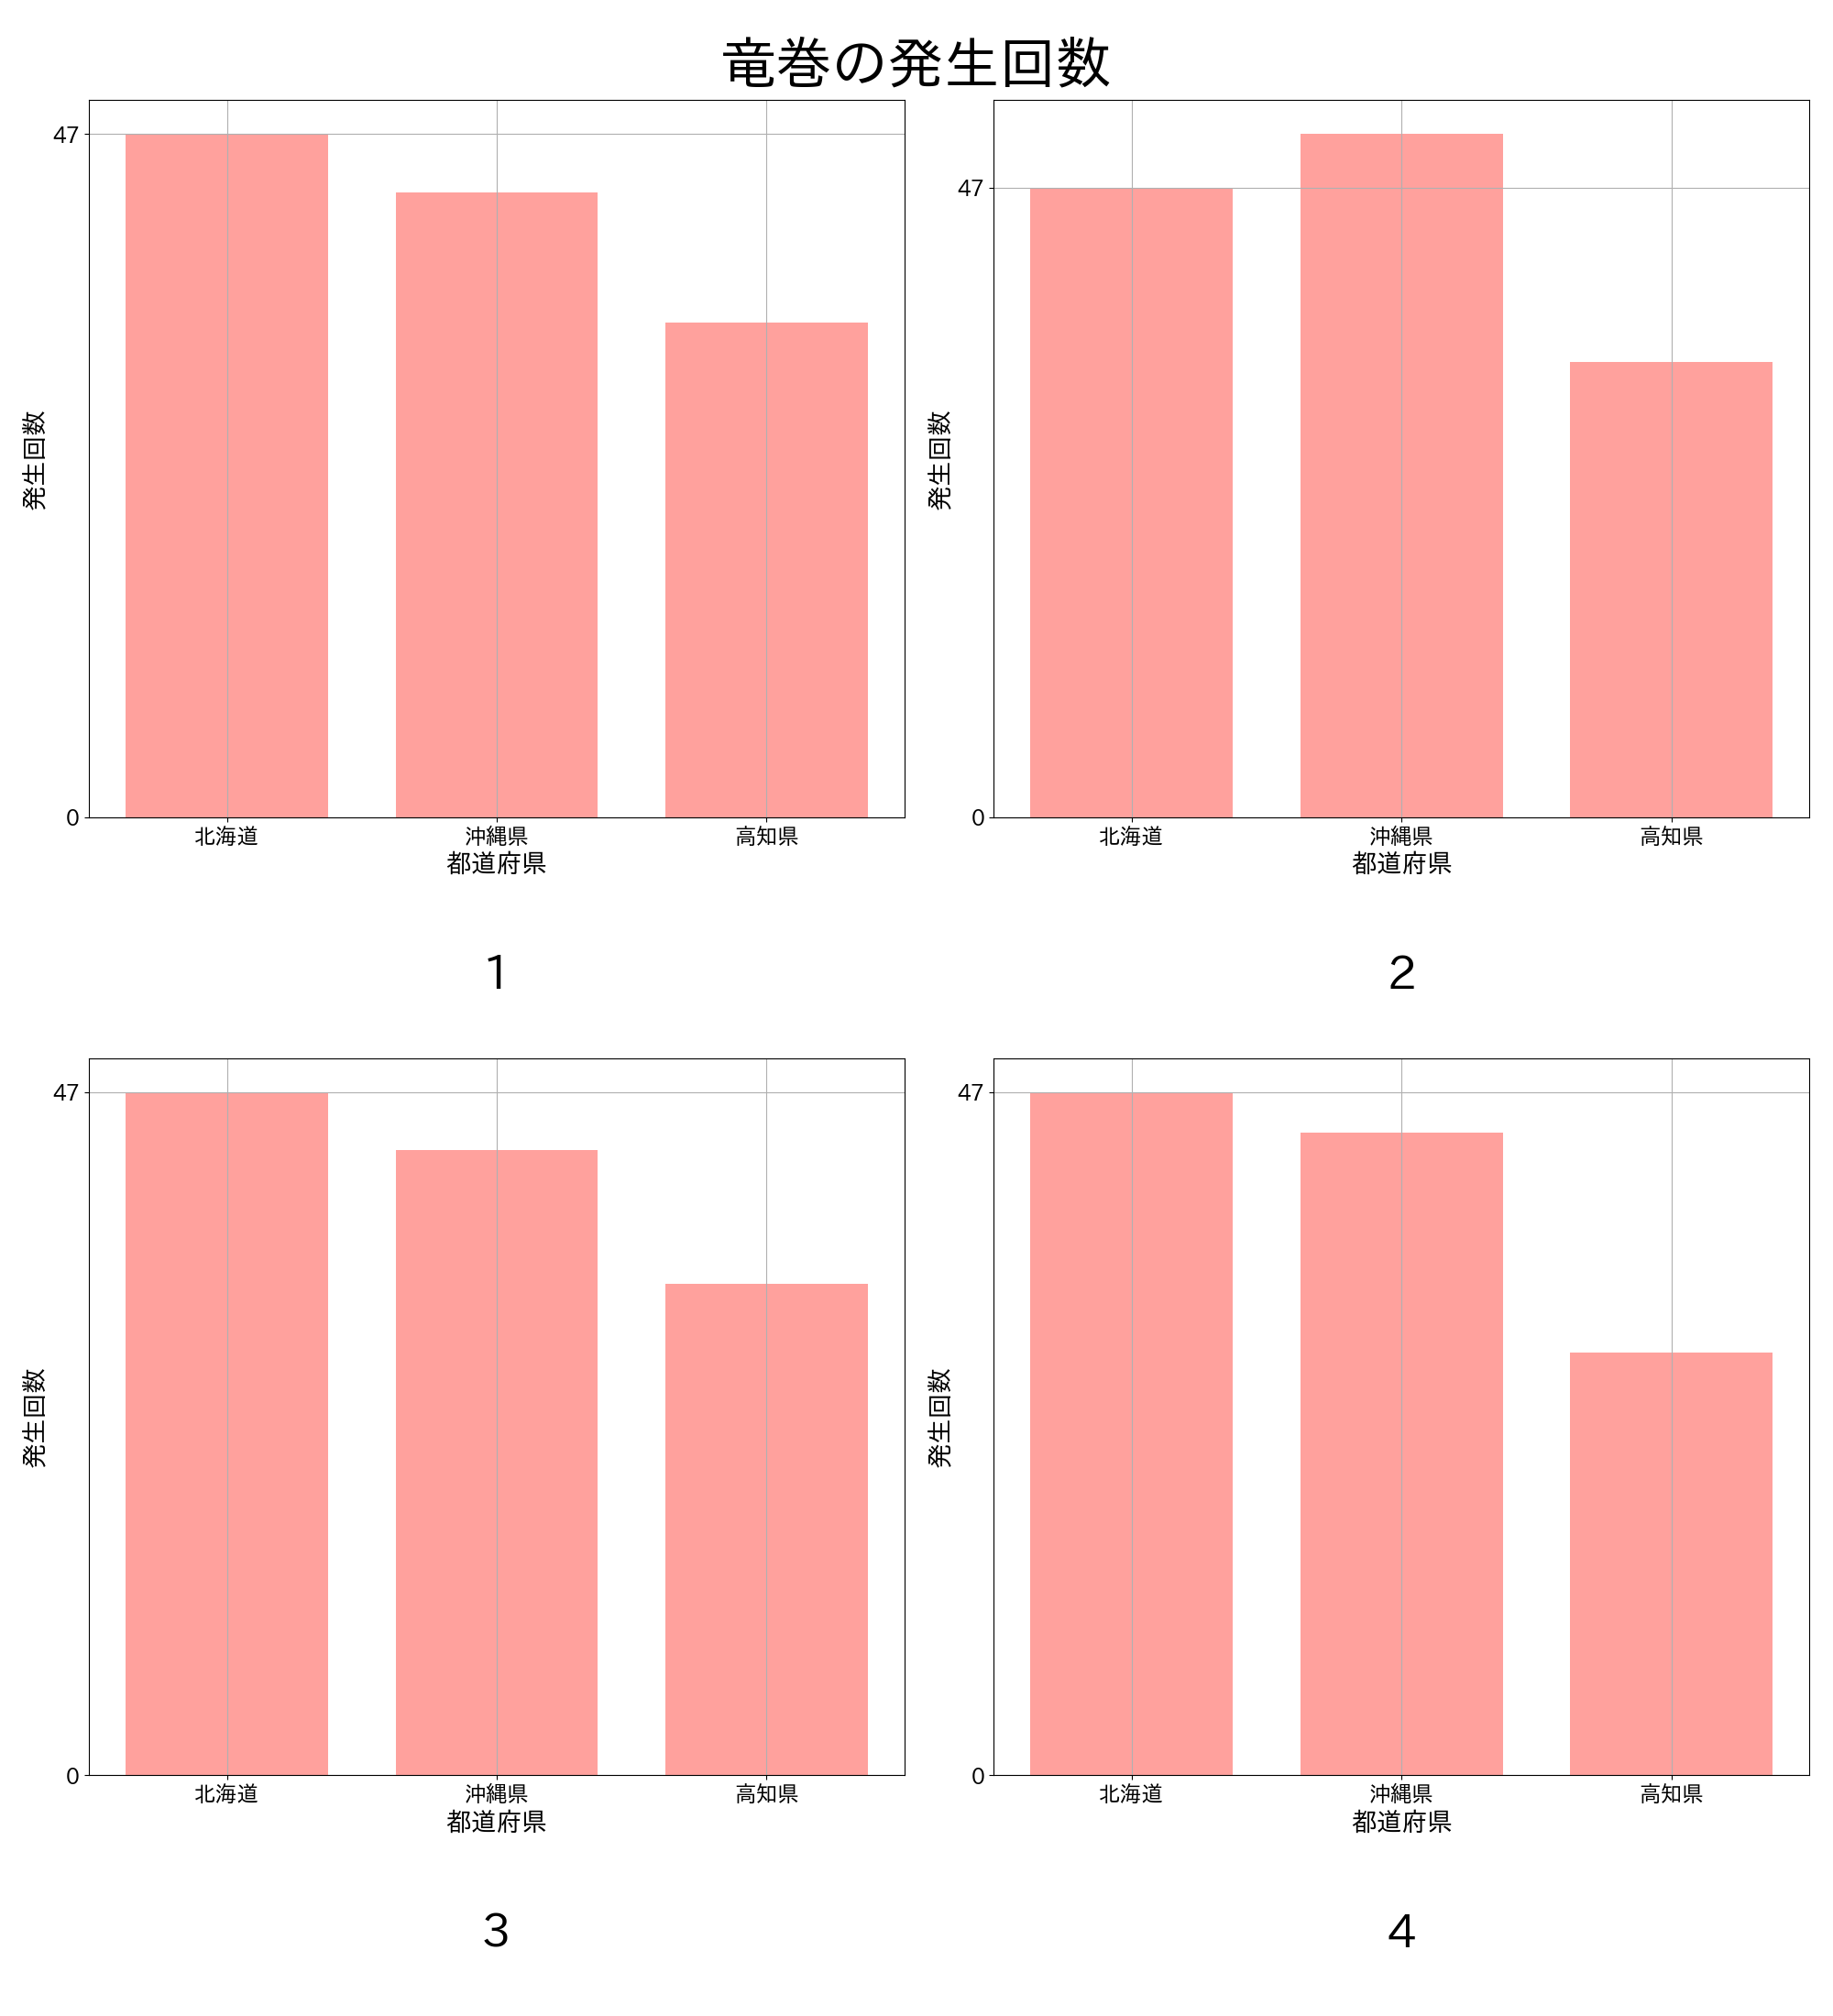 竜巻の発生回数
47
0
発生回数
北海道 沖縄県 高知県
都道府県
1
47
0
発生回数
北海道 沖縄県 高知県
都道府県
2
47
0
発生回数
北海道 沖縄県 高知県
都道府県
3
47
0
発生回数
北海道 沖縄県 高知県
都道府県
4